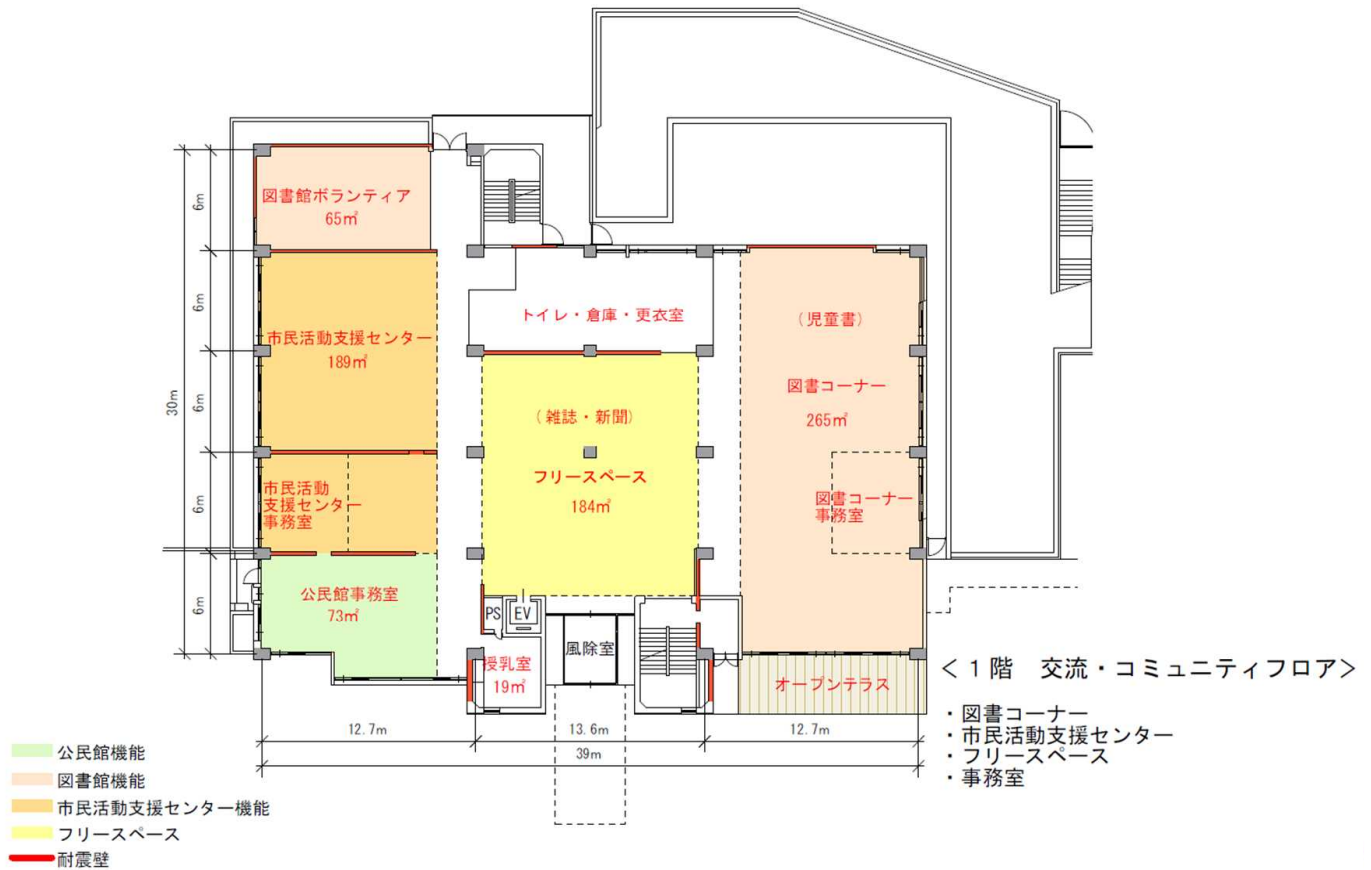 図書館ボランティア
65㎡
市民活動支援センター
189㎡
市民活動
支援センター
事務室
公民館事務室
73㎡
トイレ・倉庫・更衣室
（雑誌・新聞）
フリースペース
184㎡
PS
EV
授乳室
19㎡
風除室
（児童書）
図書コーナー
265㎡
図書コーナー
事務室
オープンテラス
6m
6m
6m
6m
6m
30m
12.7m
13.6m
12.7m
39m
＜１階　交流・コミュニティフロア＞
・図書コーナー
・市民活動支援センター
・フリースペース
・事務室
公民館機能
図書館機能
市民活動支援センター機能
フリースペース
耐震壁